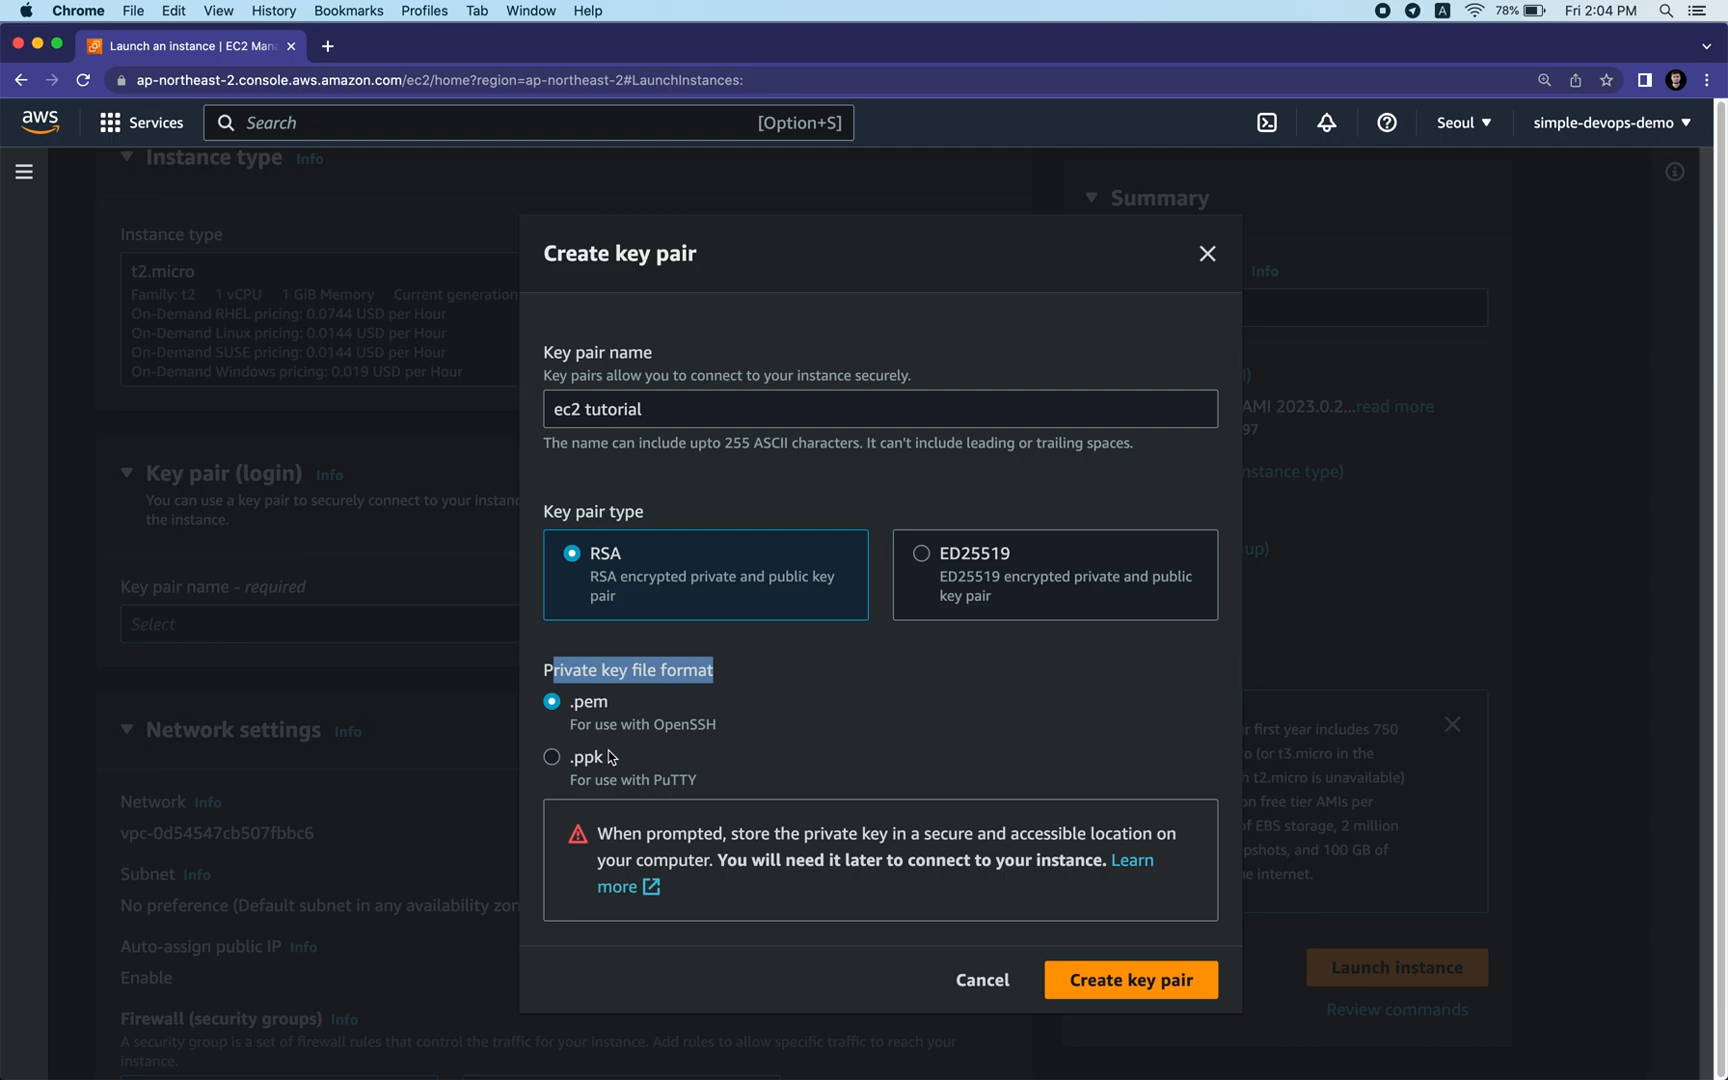 Chrome File Edit View History Bookmarks Profiles Tab Window Help A 78% Fri 2:04 PM
Launch an instance | EC2 Man
ap-northeast-2.console.aws.amazon.com/ec2/home?region=ap-northeast-2#LaunchInstances:
aws Services Search [Option+S] Seoul simple-devops-demo
Instance type Info
Summary
Instance type
t2.micro
Family: t2 1 vCPU 1 GiB Memory Current generation
On-Demand RHEL pricing: 0.0744 USD per Hour
On-Demand Linux pricing: 0.0144 USD per Hour
On-Demand SUSE pricing: 0.0144 USD per Hour
On-Demand Windows pricing: 0.019 USD per Hour
Key pair (login) Info
You can use a key pair to securely connect to your instanc
the instance.
Key pair name - required
Select
Network settings Info
Network Info
vpc-0d54547cb507fbbc6
Subnet Info
No preference (Default subnet in any availability zon
Auto-assign public IP Info
Enable
Firewall (security groups) Info
A security group is a set of firewall rules that control the traffic for your instance. Add rules to allow specific traffic to reach your
instance.
Create key pair
Key pair name
Key pairs allow you to connect to your instance securely.
ec2 tutorial
The name can include upto 255 ASCII characters. It can't include leading or trailing spaces.
Key pair type
RSA
RSA encrypted private and public key
pair
ED25519
ED25519 encrypted private and public
key pair
Private key file format
.pem
For use with OpenSSH
.ppk
For use with PuTTY
When prompted, store the private key in a secure and accessible location on
your computer. You will need it later to connect to your instance. Learn
more
Cancel Create key pair
Info
)
AMI 2023.0.2...read more
97
nstance type)
up)
r first year includes 750
o (or t3.micro in the
h t2.micro is unavailable)
on free tier AMIs per
of EBS storage, 2 million
pshots, and 100 GB of
e internet.
Launch instance
Review commands